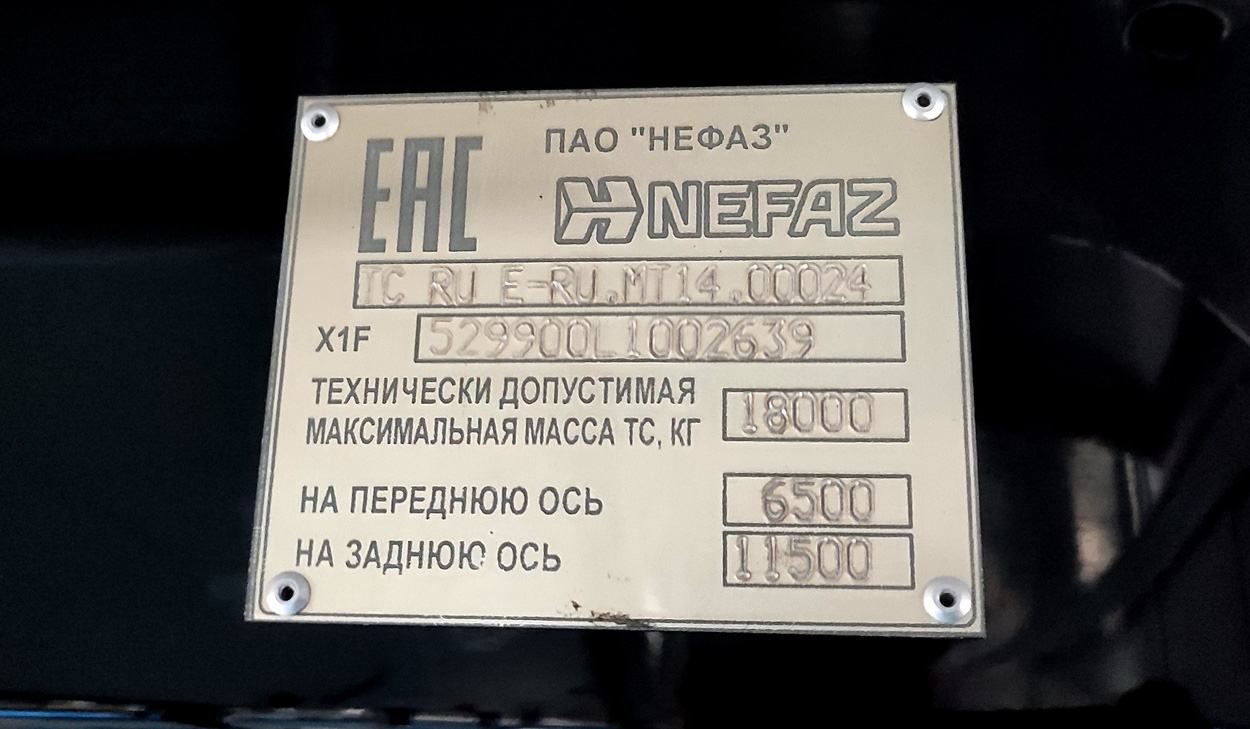 ЕАС
ПАО "НЕФАЗ"
NEFAZ
TC RU E-RU.MT14.00024
X1F 529900L1002639
ТЕХНИЧЕСКИ ДОПУСТИМАЯ
МАКСИМАЛЬНАЯ МАССА ТС, КГ 18000
НА ПЕРЕДНЮЮ ОСЬ 6500
НА ЗАДНЮЮ ОСЬ 11500